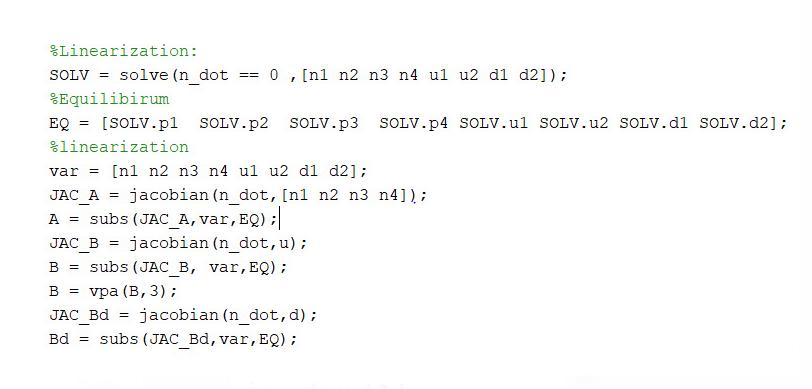 %Linearization:
SOLV = solve(n_dot == 0 ,[n1 n2 n3 n4 u1 u2 d1 d2]);
%Equilibirum
EQ = [SOLV.p1  SOLV.p2  SOLV.p3  SOLV.p4 SOLV.u1 SOLV.u2 SOLV.d1 SOLV.d2];
%linearization
var = [n1 n2 n3 n4 u1 u2 d1 d2];
JAC_A = jacobian(n_dot,[n1 n2 n3 n4]);
A = subs(JAC_A,var,EQ);
JAC_B = jacobian(n_dot,u);
B = subs(JAC_B, var,EQ);
B = vpa(B,3);
JAC_Bd = jacobian(n_dot,d);
Bd = subs(JAC_Bd,var,EQ);